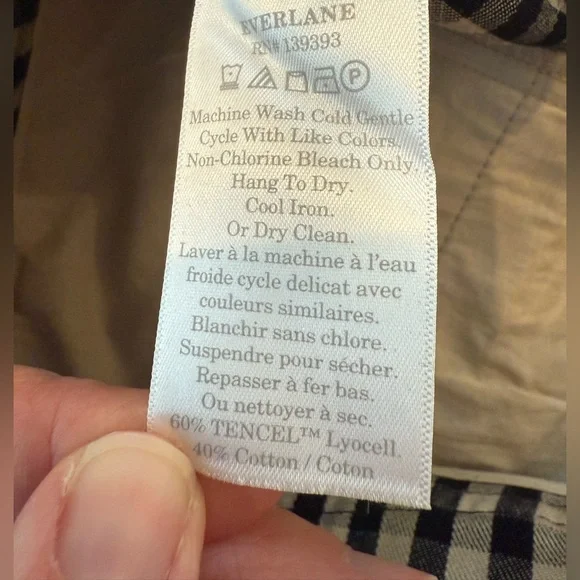 EVERLANE
RN# 139393
P
Machine Wash Cold Gentle
Cycle With Like Colors.
Non-Chlorine Bleach Only.
Hang To Dry.
Cool Iron.
Or Dry Clean.
Laver à la machine à l'eau
froide cycle delicat avec
couleurs similaires.
Blanchir sans chlore.
Suspendre pour sécher.
Repasser à fer bas.
Ou nettoyer à sec.
60% TENCEL™ Lyocell.
40% Cotton / Coton